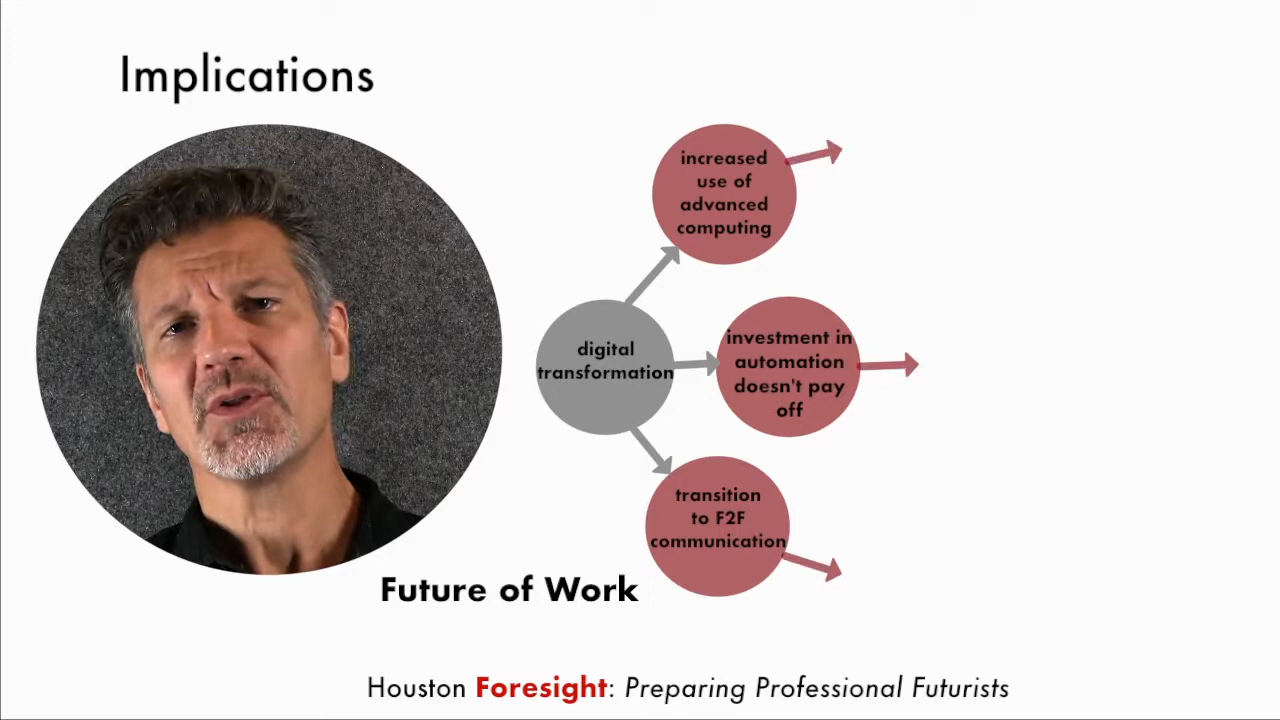 Implications
increased
use of
advanced
computing
digital
transformation
investment in
automation
doesn't pay
off
transition
to F2F
communication
Future of Work
Houston Foresight: Preparing Professional Futurists